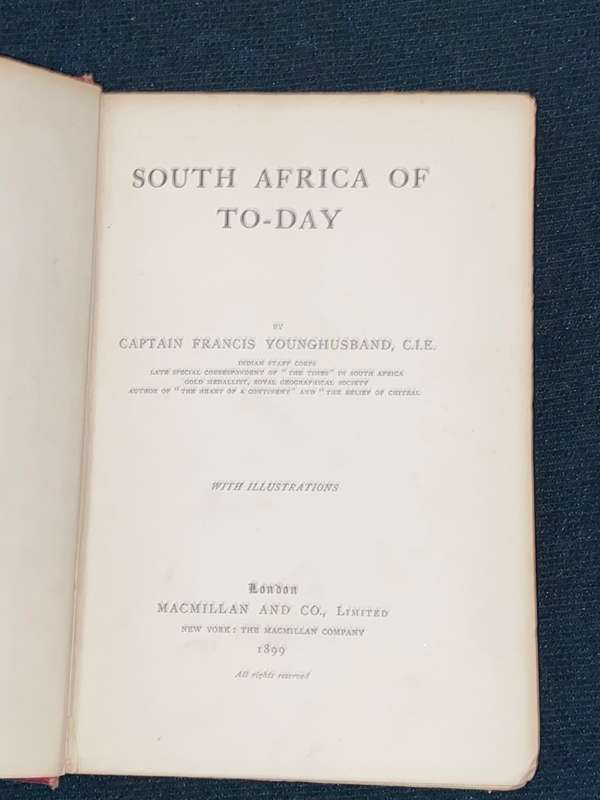 SOUTH AFRICA OF
TO-DAY
BY
CAPTAIN FRANCIS YOUNGHUSBAND, C.I.E.
INDIAN STAFF CORPS
LATE SPECIAL CORRESPONDENT OF "THE TIMES" IN SOUTH AFRICA
GOLD MEDALLIST, ROYAL GEOGRAPHICAL SOCIETY
AUTHOR OF "THE HEART OF A CONTINENT" AND "THE RELIEF OF CHITRAL
WITH ILLUSTRATIONS
London
MACMILLAN AND CO., LIMITED
NEW YORK: THE MACMILLAN COMPANY
1899
All rights reserved